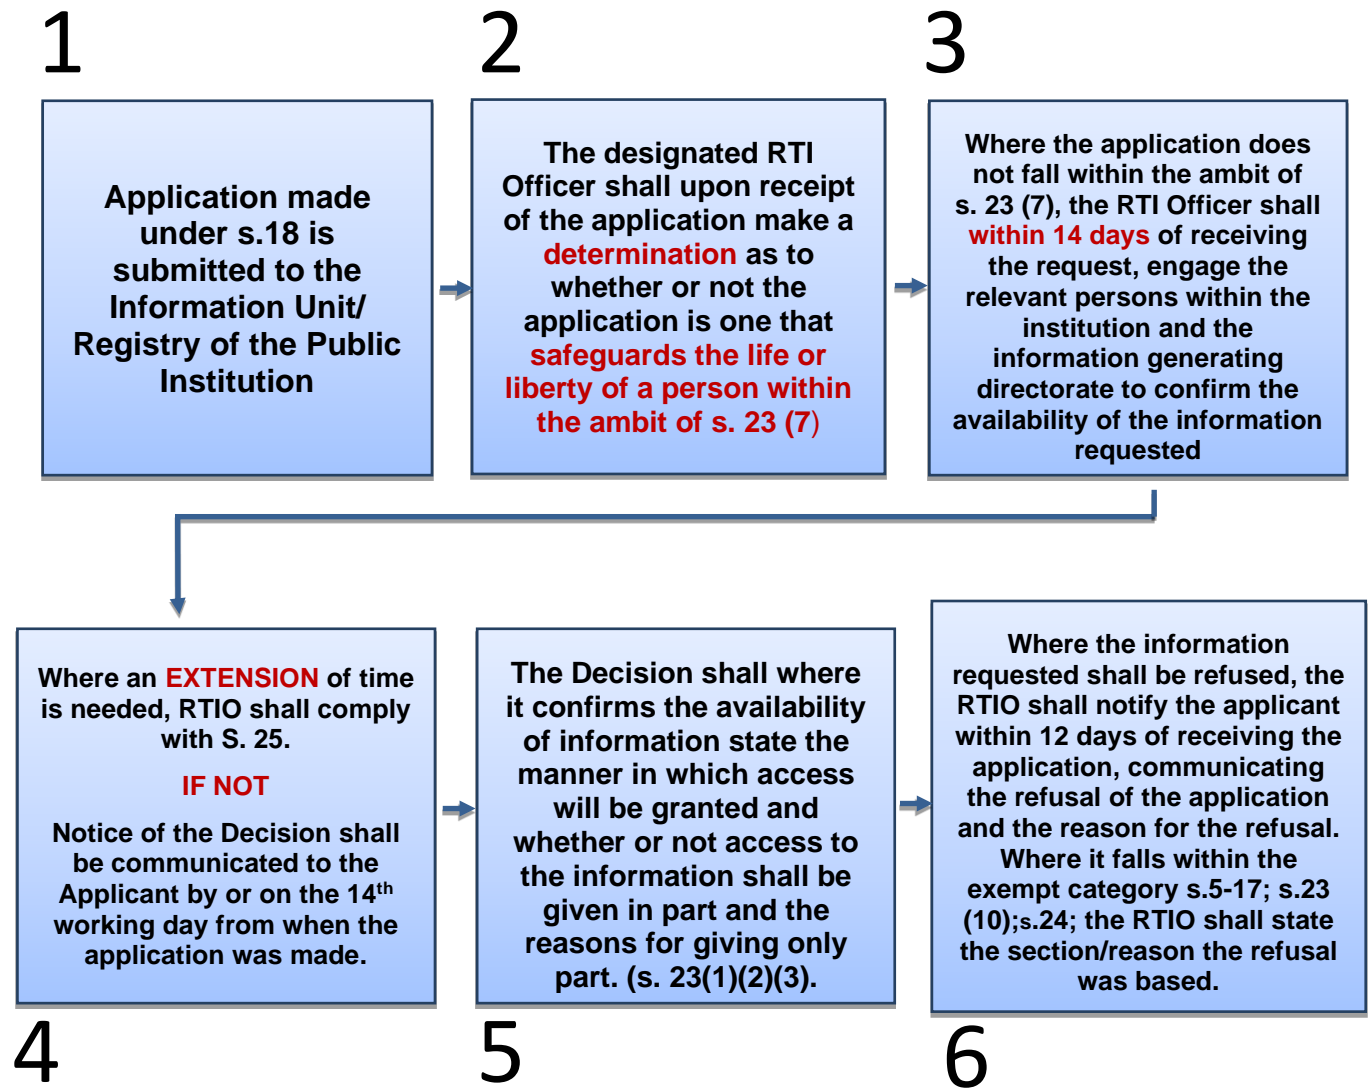 1
Application made
under s.18 is
submitted to the
Information Unit/
Registry of the Public
Institution
2
The designated RTI
Officer shall upon receipt
of the application make a
determination as to
whether or not the
application is one that
safeguards the life or
liberty of a person within
the ambit of s. 23 (7)
3
Where the application does
not fall within the ambit of
s. 23 (7), the RTI Officer shall
within 14 days of receiving
the request, engage the
relevant persons within the
institution and the
information generating
directorate to confirm the
availability of the information
requested
Where an EXTENSION of time
is needed, RTIO shall comply
with S. 25.
IF NOT
Notice of the Decision shall
be communicated to the
Applicant by or on the 14th
working day from when the
application was made.
4
The Decision shall where
it confirms the availability
of information state the
manner in which access
will be granted and
whether or not access to
the information shall be
given in part and the
reasons for giving only
part. (s. 23(1)(2)(3).
5
Where the information
requested shall be refused, the
RTIO shall notify the applicant
within 12 days of receiving the
application, communicating
the refusal of the application
and the reason for the refusal.
Where it falls within the
exempt category s.5-17; s.23
(10);s.24; the RTIO shall state
the section/reason the refusal
was based.
6